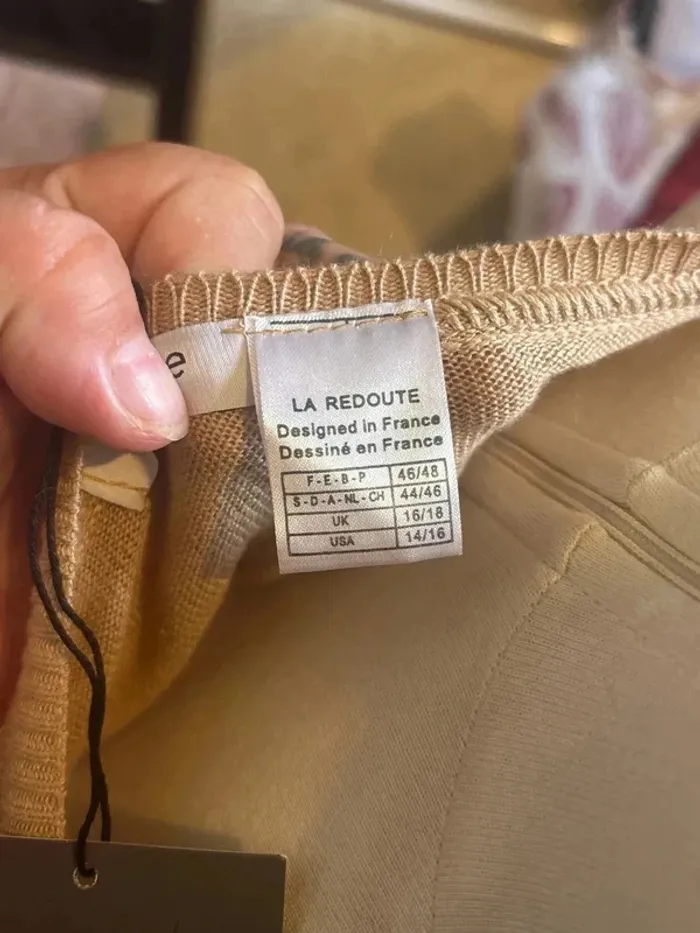 e
LA REDOUTE
Designed in France
Dessiné en France
F-E-B-P 46/48
S-D-A-NL-CH 44/46
UK 16/18
USA 14/16